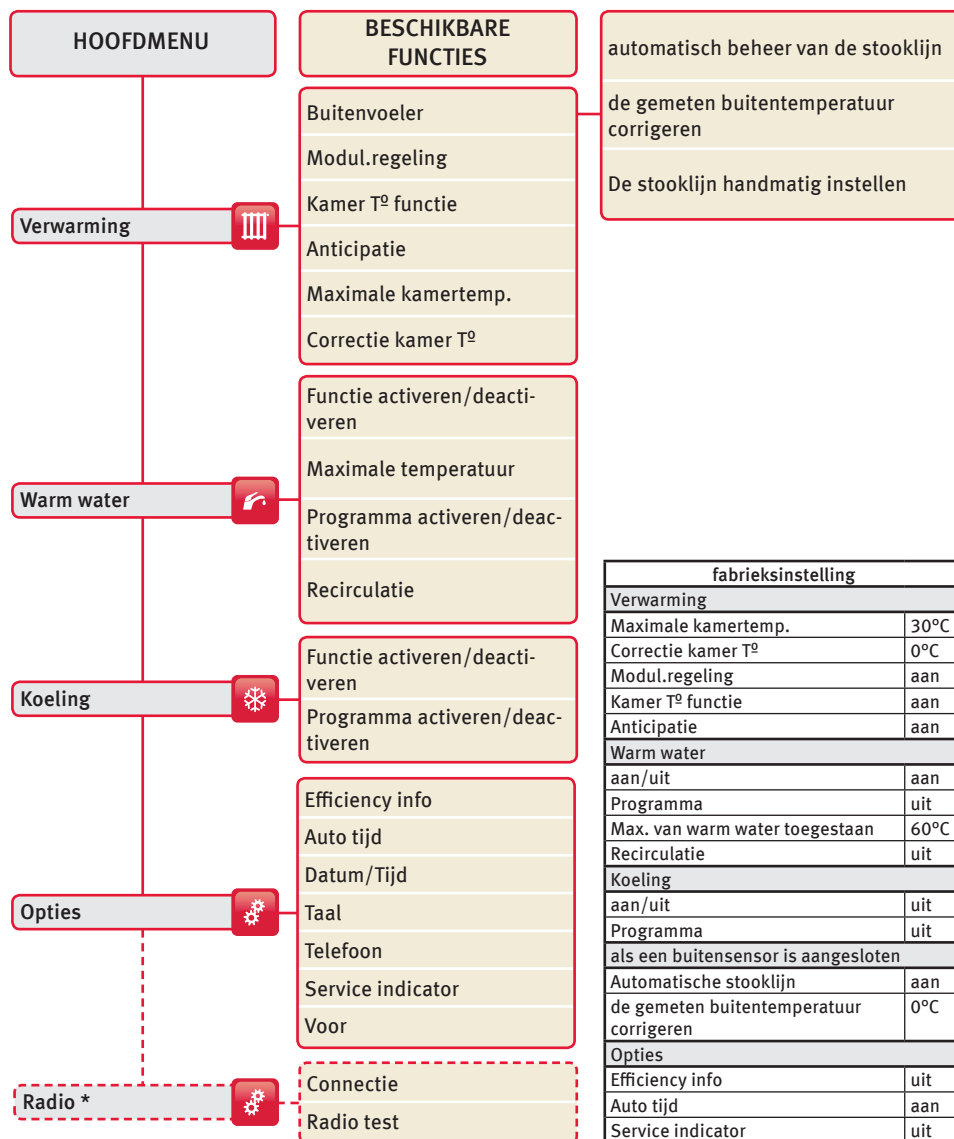 HOOFDMENU
BESCHIKBARE
FUNCTIES
Verwarming
Buitenvoeler
Modul.regeling
Kamer Tº functie
Anticipatie
Maximale kamertemp.
Correctie kamer Tº
automatisch beheer van de stooklijn
de gemeten buitentemperatuur
corrigeren
De stooklijn handmatig instellen
Warm water
Functie activeren/deacti-
veren
Maximale temperatuur
Programma activeren/deac-
tiveren
Recirculatie
Koeling
Functie activeren/deacti-
veren
Programma activeren/deac-
tiveren
Opties
Efficiency info
Auto tijd
Datum/Tijd
Taal
Telefoon
Service indicator
Voor
Radio *
Connectie
Radio test
fabrieksinstelling
Verwarming
Maximale kamertemp. 30°C
Correctie kamer Tº 0°C
Modul.regeling aan
Kamer Tº functie aan
Anticipatie aan
Warm water
aan/uit aan
Programma uit
Max. van warm water toegestaan 60°C
Recirculatie uit
Koeling
aan/uit uit
Programma uit
als een buitensensor is aangesloten
Automatische stooklijn aan
de gemeten buitentemperatuur 0°C
corrigeren
Opties
Efficiency info uit
Auto tijd aan
Service indicator uit